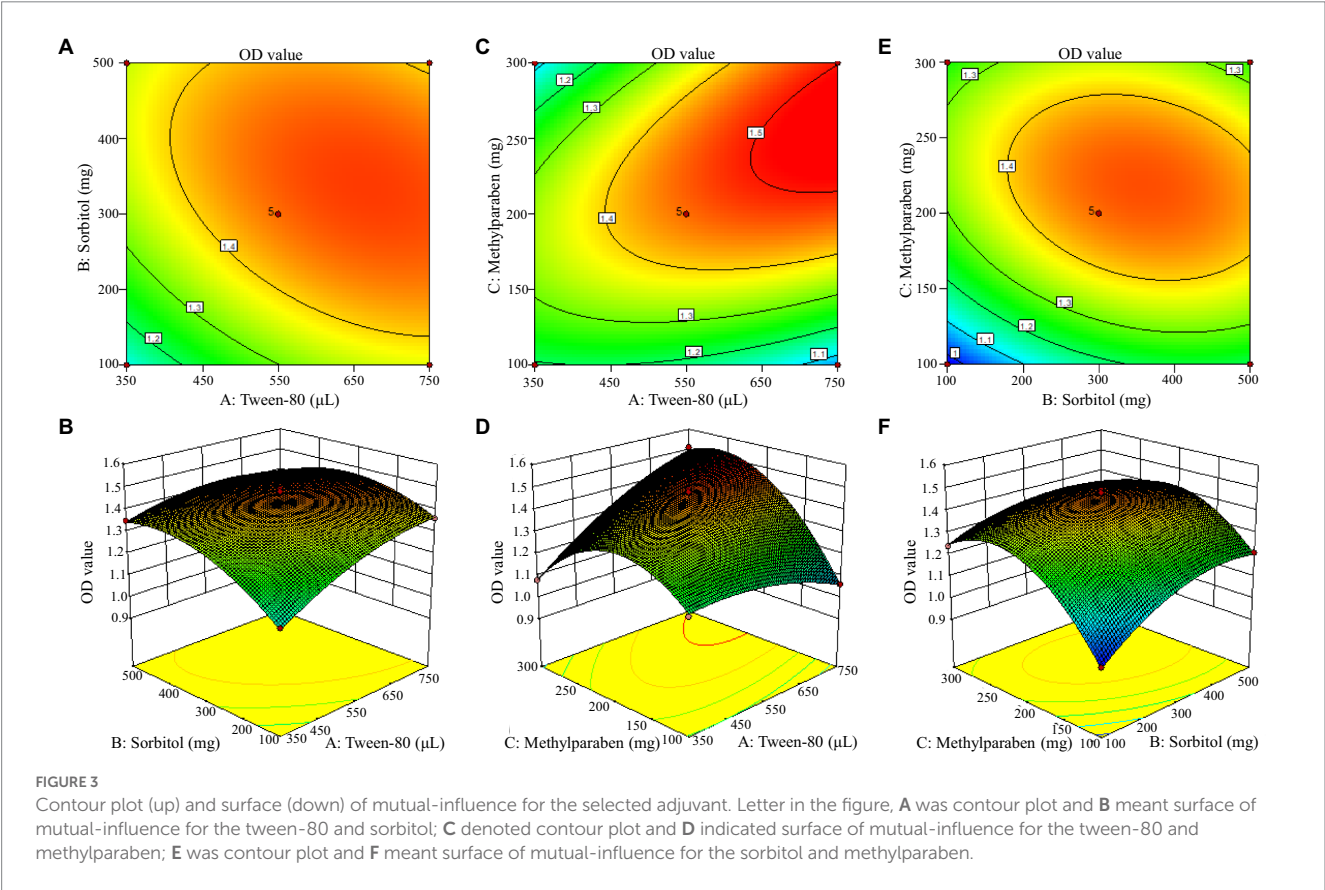 A
OD value
500
400
300
200
100
B: Sorbitol (mg)
5
1.4
1.3
1.2
350 450 550 650 750
A: Tween-80 (μL)
C
OD value
300
250
200
150
100
C: Methylparaben (mg)
1.2
1.3
1.5
5
1.4
1.3
1.2
1.1
350 450 550 650 750
A: Tween-80 (μL)
E
OD value
300
250
200
150
100
C: Methylparaben (mg)
1.3
1.3
1.4
5
1.3
1.2
1.1
1
100 200 300 400 500
B: Sorbitol (mg)
B
1.6
1.5
1.4
1.3
1.2
1.1
1.0
0.9
OD value
500 400 300 200 100
350 450 550 650 750
B: Sorbitol (mg)
A: Tween-80 (μL)
D
1.6
1.5
1.4
1.3
1.2
1.1
1.0
0.9
OD value
300 250 200 150 100
350 450 550 650 750
C: Methylparaben (mg)
A: Tween-80 (μL)
F
1.6
1.5
1.4
1.3
1.2
1.1
1.0
0.9
OD value
300 250 200 150 100
100 200 300 400 500
C: Methylparaben (mg)
B: Sorbitol (mg)
FIGURE 3
Contour plot (up) and surface (down) of mutual-influence for the selected adjuvant. Letter in the figure, A was contour plot and B meant surface of
mutual-influence for the tween-80 and sorbitol; C denoted contour plot and D indicated surface of mutual-influence for the tween-80 and
methylparaben; E was contour plot and F meant surface of mutual-influence for the sorbitol and methylparaben.